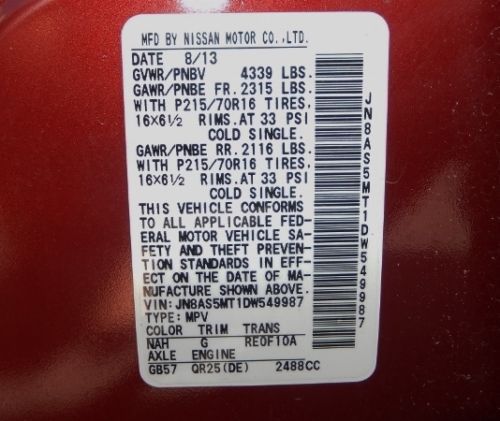 MFD BY NISSAN MOTOR CO.,LTD.
DATE 8/13
GVWR/PNBV 4339 LBS.
GAWR/PNBE FR.2315 LBS.
WITH P215/70R16 TIRES,
16X6½ RIMS.AT 33 PSI
COLD SINGLE.
GAWR/PNBE RR.2116 LBS.
WITH P215/70R16 TIRES,
16X6½ RIMS.AT 33 PSI
COLD SINGLE.
THIS VEHICLE CONFORMS
TO ALL APPLICABLE FED-
ERAL MOTOR VEHICLE SA-
FETY AND THEFT PREVEN-
TION STANDARDS IN EFF-
ECT ON THE DATE OF MA-
NUFACTURE SHOWN ABOVE.
VIN:JN8AS5MT1DW549987
TYPE:MPV
COLOR TRIM TRANS
NAH G RE0F10A
AXLE ENGINE
GB57 QR25(DE) 2488CC
JN8AS5MT1DW549987